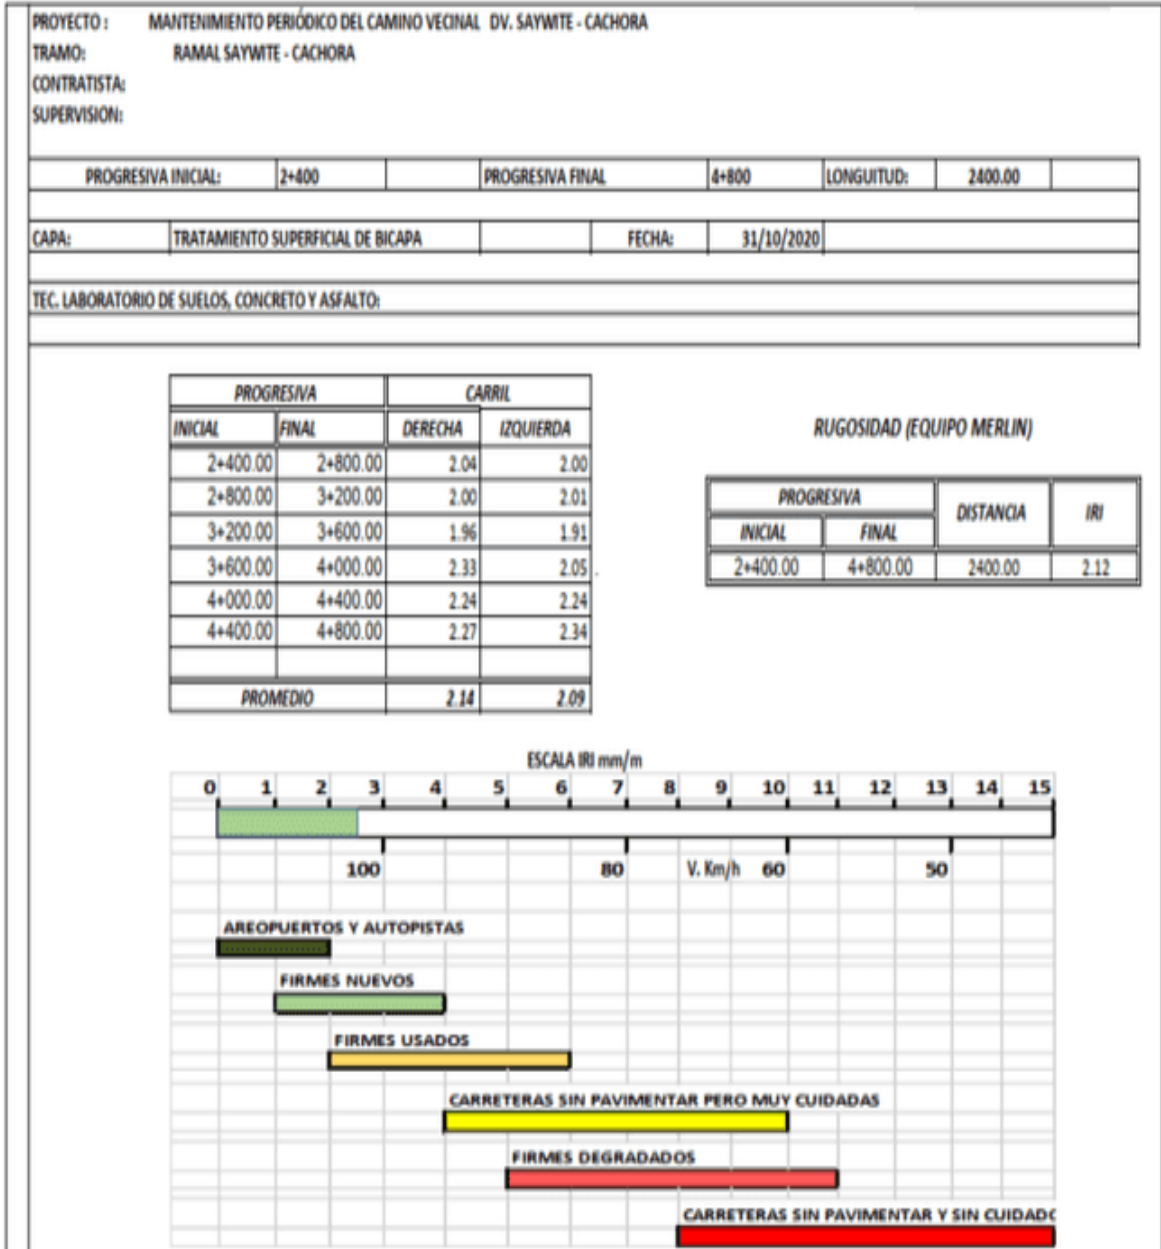 PROYECTO : MANTENIMIENTO PERIÓDICO DEL CAMINO VECINAL DV. SAYWITE - CACHORA
TRAMO: RAMAL SAYWITE - CACHORA
CONTRATISTA:
SUPERVISION:
PROGRESIVA INICIAL: 2+400 PROGRESIVA FINAL 4+800 LONGUITUD: 2400.00
CAPA: TRATAMIENTO SUPERFICIAL DE BICAPA FECHA: 31/10/2020
TEC. LABORATORIO DE SUELOS, CONCRETO Y ASFALTO:
PROGRESIVA CARRIL
INICIAL FINAL DERECHA IZQUIERDA
2+400.00 2+800.00 2.04 2.00
2+800.00 3+200.00 2.00 2.01
3+200.00 3+600.00 1.96 1.91
3+600.00 4+000.00 2.33 2.05 .
4+000.00 4+400.00 2.24 2.24
4+400.00 4+800.00 2.27 2.34
PROMEDIO 2.14 2.09
RUGOSIDAD (EQUIPO MERLIN)
PROGRESIVA DISTANCIA IRI
INICIAL FINAL
2+400.00 4+800.00 2400.00 2.12
ESCALA IRI mm/m
0 1 2 3 4 5 6 7 8 9 10 11 12 13 14 15
100 80 V. Km/h 60 50
AREOPUERTOS Y AUTOPISTAS
FIRMES NUEVOS
FIRMES USADOS
CARRETERAS SIN PAVIMENTAR PERO MUY CUIDADAS
FIRMES DEGRADADOS
CARRETERAS SIN PAVIMENTAR Y SIN CUIDADO